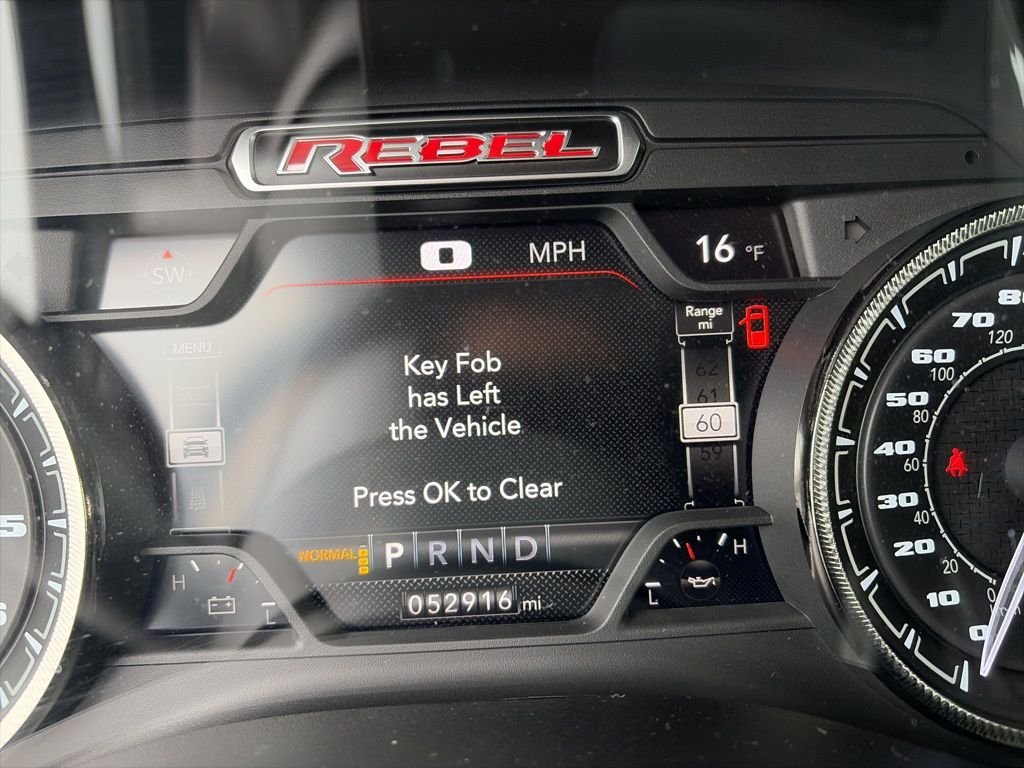 REBEL
SW
0 MPH
16 °F
MENU
Range
mi
62
61
60
59
Key Fob
has Left
the Vehicle
Press OK to Clear
NORMAL P R N D
H L
052916 mi
H L
80
70
60
50
40
30
20
10
0
120
100
80
60
40
20
0
5